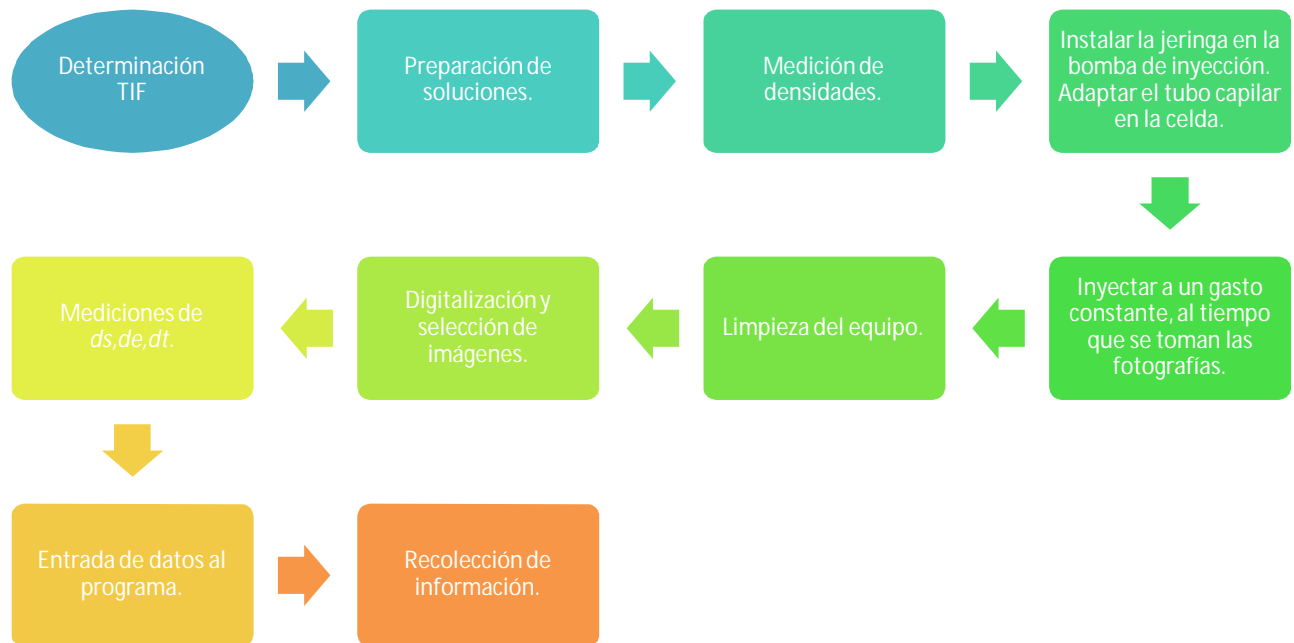 Determinación
TIF
Preparación de
soluciones.
Medición de
densidades.
Instalar la jeringa en la
bomba de inyección.
Adaptar el tubo capilar
en la celda.
Inyectar a un gasto
constante, al tiempo
que se toman las
fotografías.
Limpieza del equipo.
Digitalización y
selección de
imágenes.
Mediciones de
ds,de,dt.
Entrada de datos al
programa.
Recolección de
información.